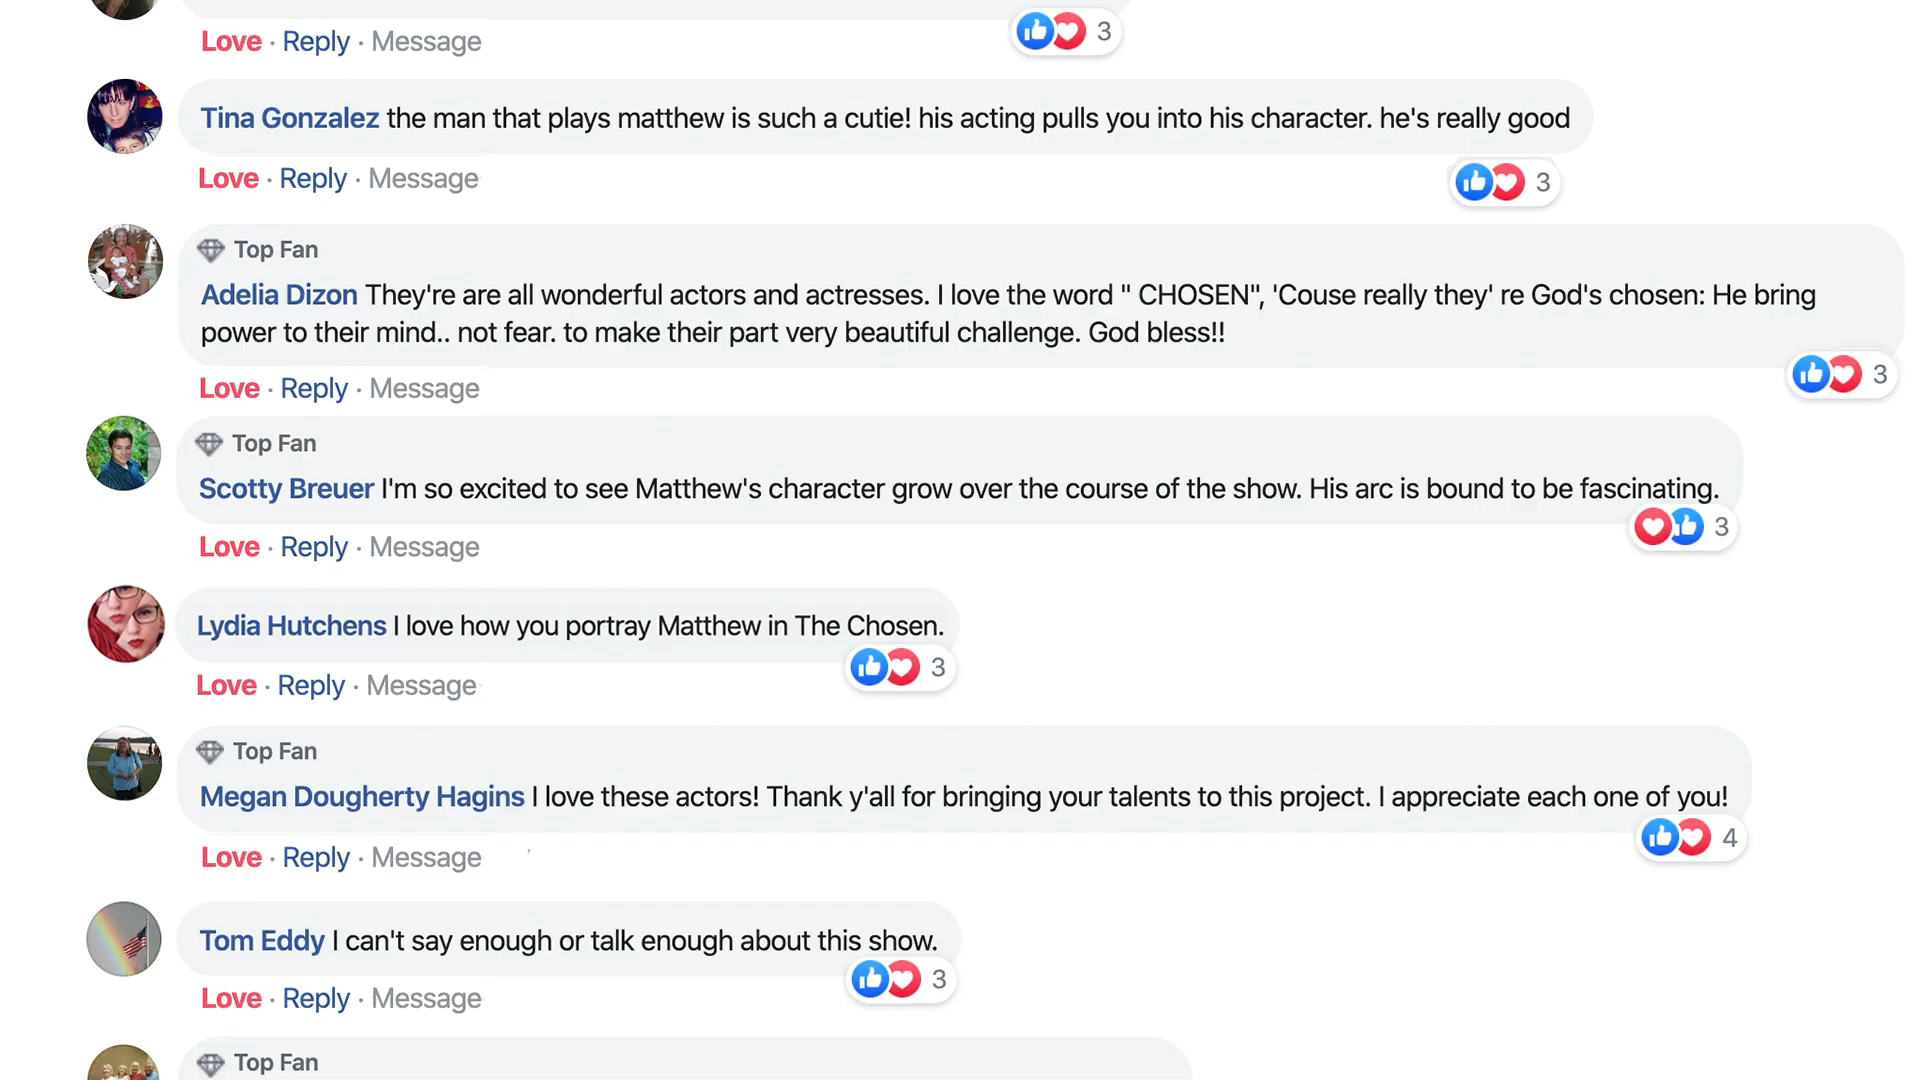 Love · Reply · Message 3
Tina Gonzalez the man that plays matthew is such a cutie! his acting pulls you into his character. he's really good
Love · Reply · Message 3
Top Fan
Adelia Dizon They're are all wonderful actors and actresses. I love the word " CHOSEN", 'Couse really they' re God's chosen: He bring
power to their mind.. not fear. to make their part very beautiful challenge. God bless!!
Love · Reply · Message 3
Top Fan
Scotty Breuer I'm so excited to see Matthew's character grow over the course of the show. His arc is bound to be fascinating.
Love · Reply · Message 3
Lydia Hutchens I love how you portray Matthew in The Chosen.
Love · Reply · Message 3
Top Fan
Megan Dougherty Hagins I love these actors! Thank y'all for bringing your talents to this project. I appreciate each one of you!
Love · Reply · Message 4
Tom Eddy I can't say enough or talk enough about this show.
Love · Reply · Message 3
Top Fan